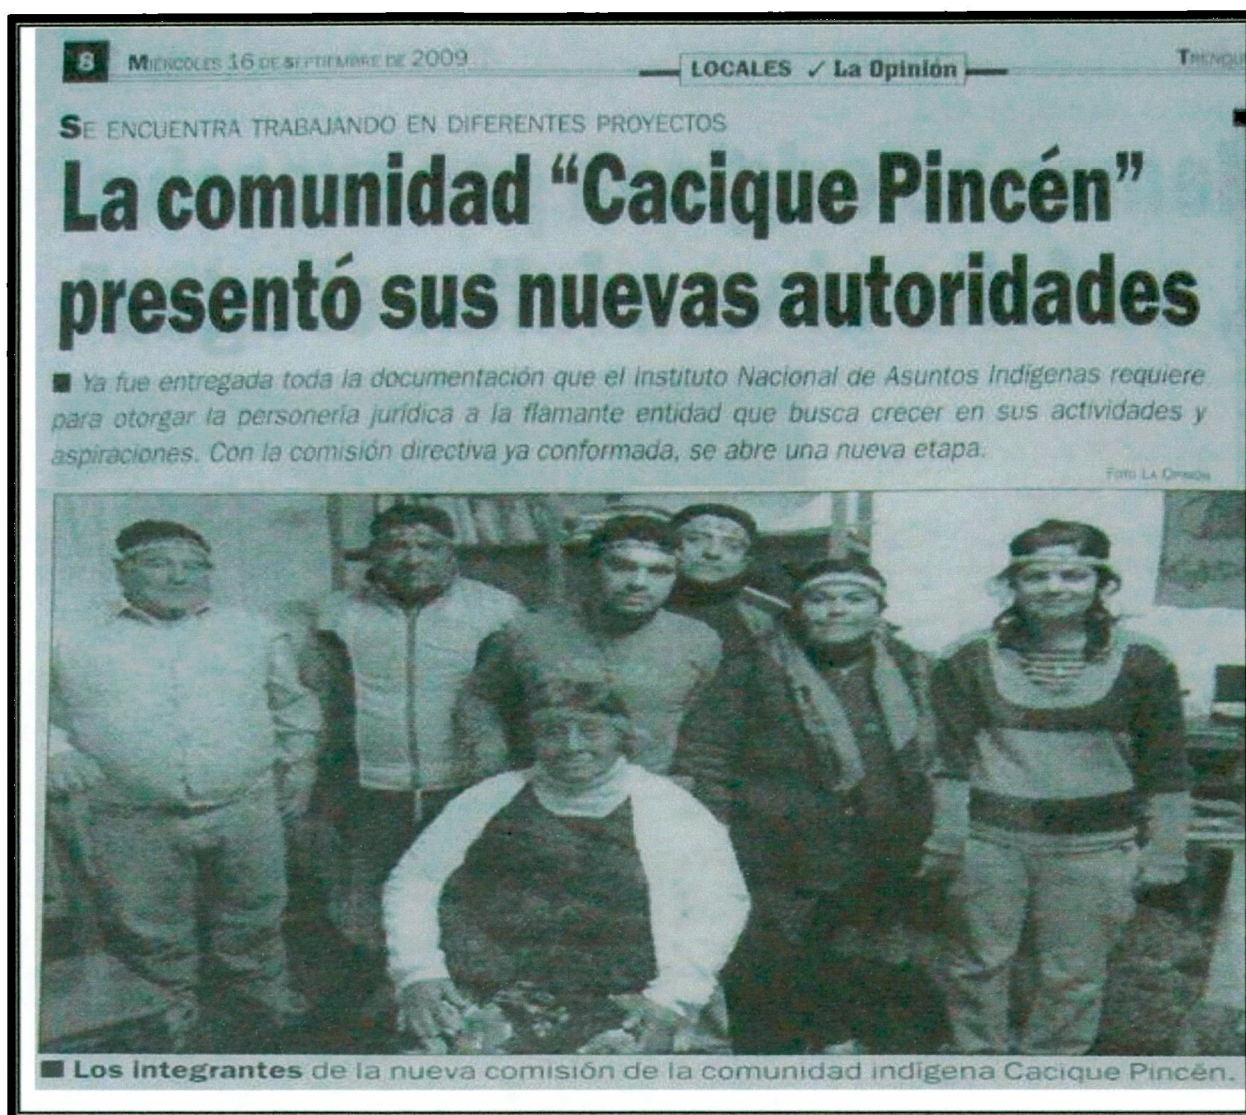 8 MIÉRCOLES 16 DE SEPTIEMBRE DE 2009
LOCALES ✓ La Opinión
SE ENCUENTRA TRABAJANDO EN DIFERENTES PROYECTOS
La comunidad “Cacique Pincén”
presentó sus nuevas autoridades
■ Ya fue entregada toda la documentación que el Instituto Nacional de Asuntos Indígenas requiere
para otorgar la personería jurídica a la flamante entidad que busca crecer en sus actividades y
aspiraciones. Con la comisión directiva ya conformada, se abre una nueva etapa.
FOTO LA OPINIÓN
■ Los integrantes de la nueva comisión de la comunidad indígena Cacique Pincén.